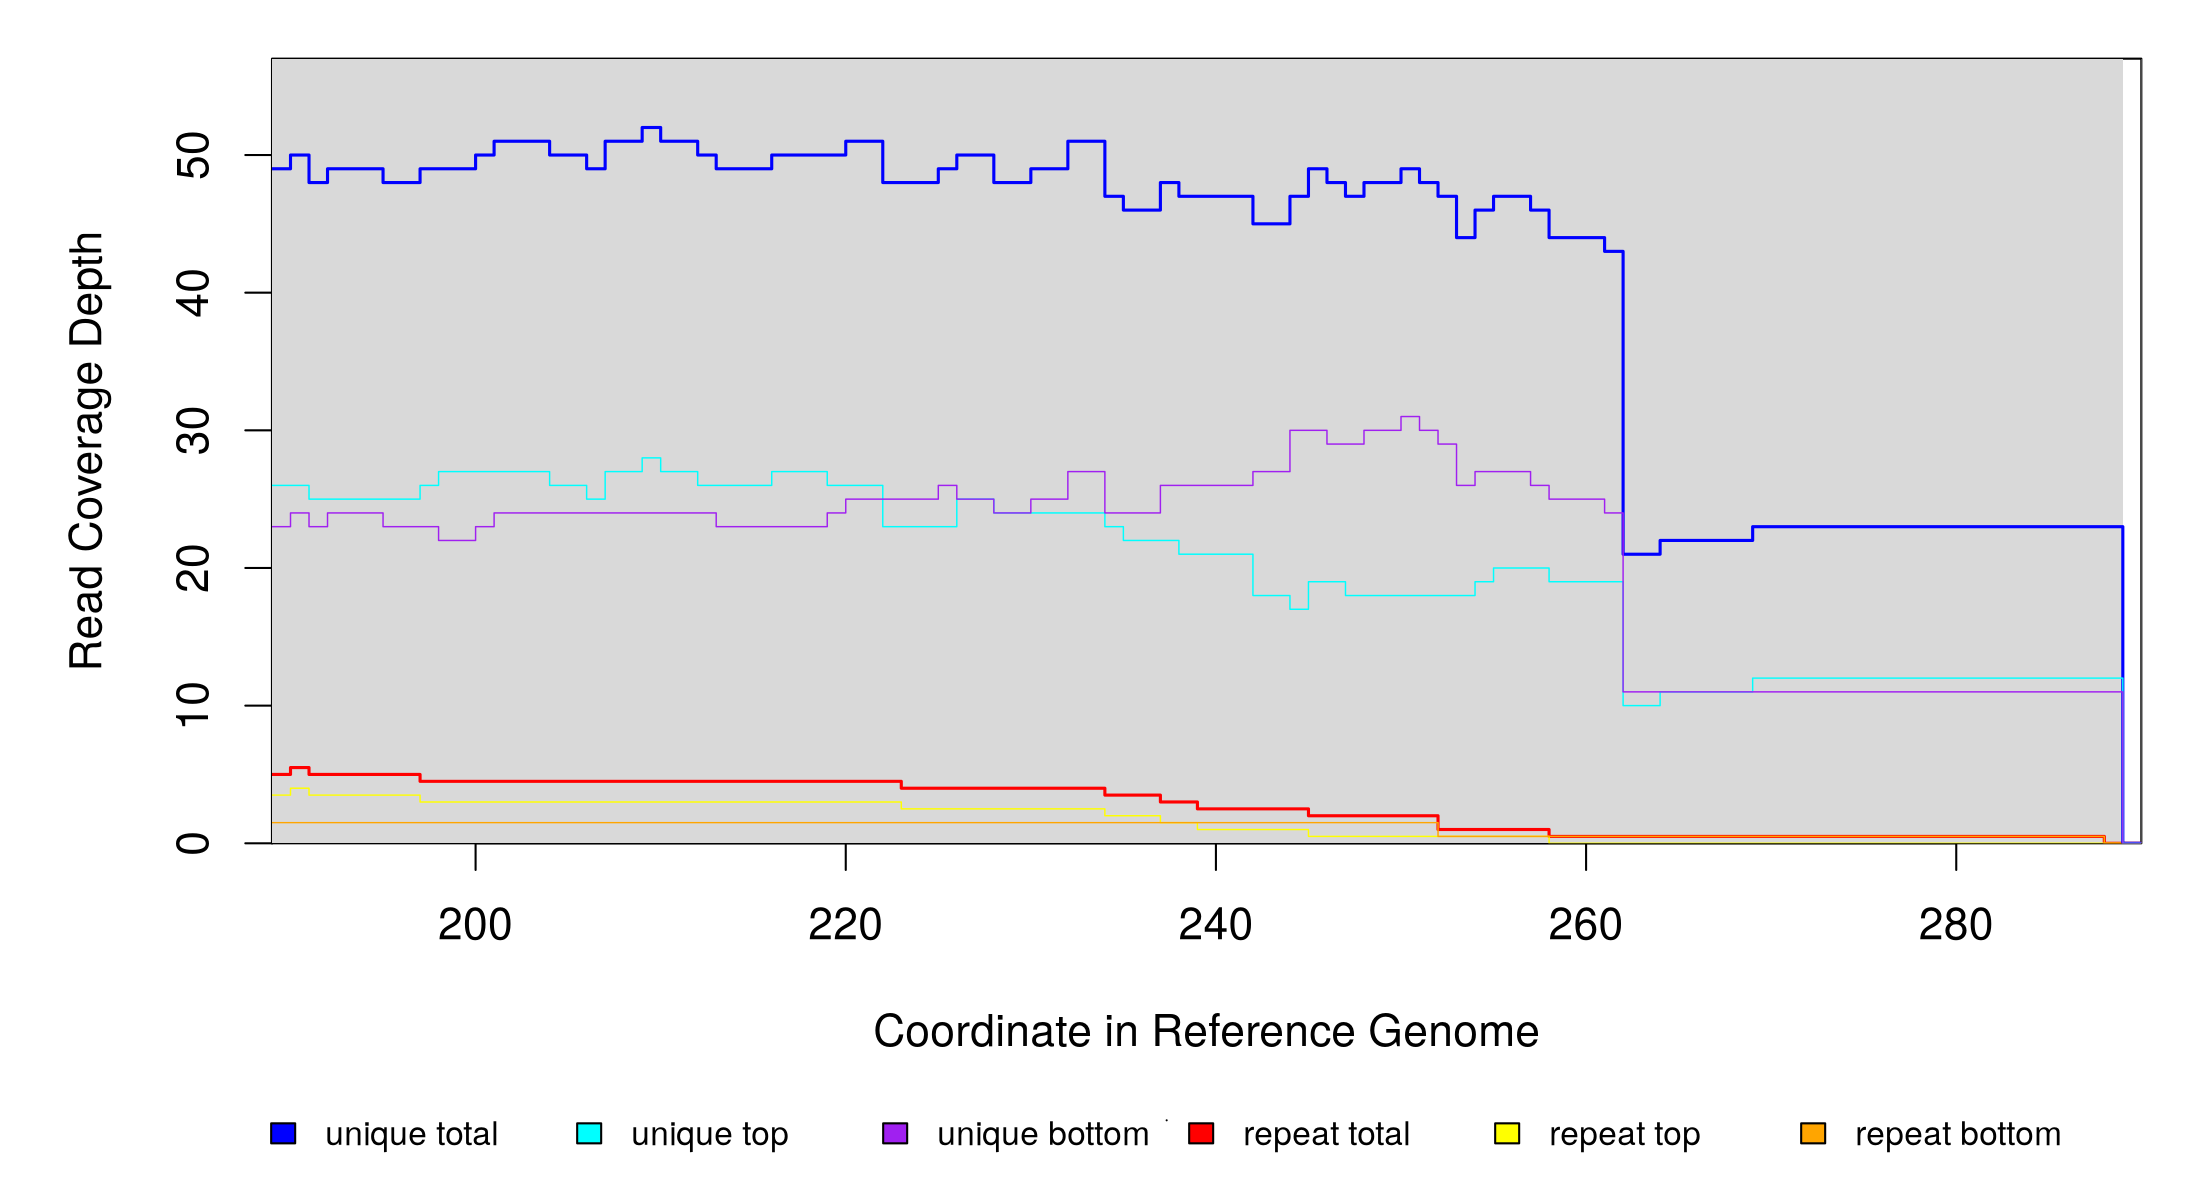 50
40
30
20
10
0
Read Coverage Depth
200 220 240 260 280
Coordinate in Reference Genome
unique total unique top unique bottom repeat total repeat top repeat bottom